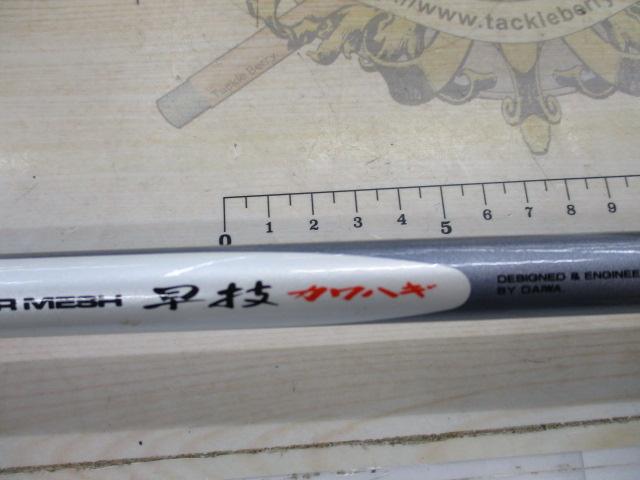 www.tackleberry
Tackle Berry
0 1 2 3 4 5 6 7 8 9
R MESH 早技 カワハギ
DESIGNED & ENGINEE
BY DAIWA